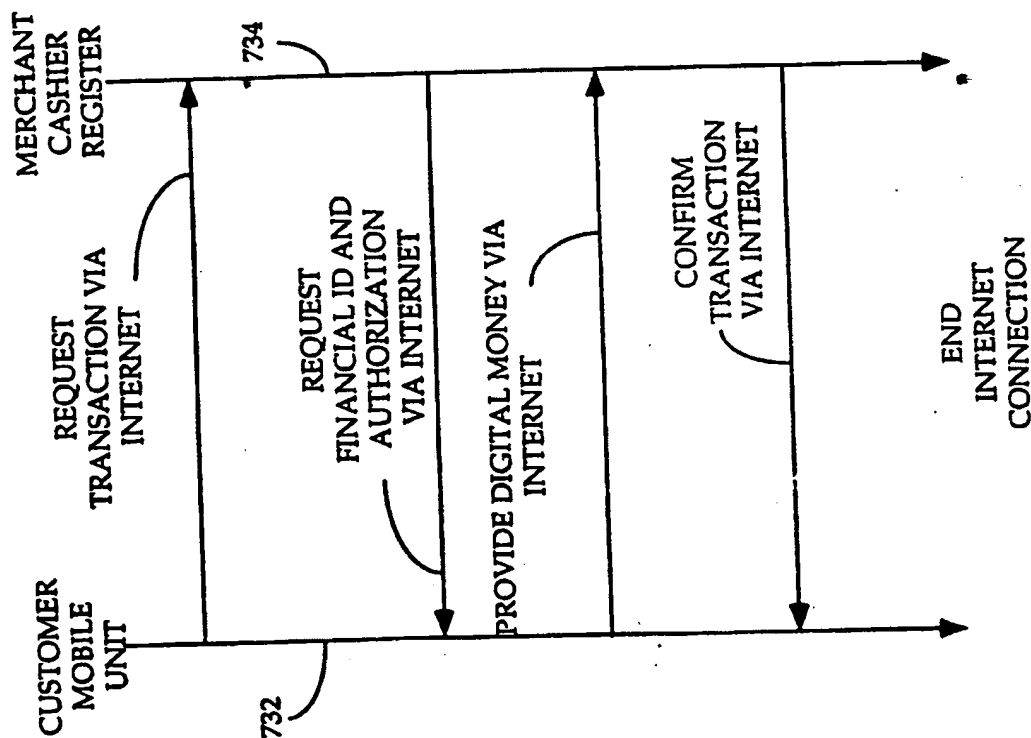 CUSTOMER
MOBILE
UNIT
MERCHANT
CASHIER
REGISTER
732
734
REQUEST
TRANSACTION VIA
INTERNET
REQUEST
FINANCIAL ID AND
AUTHORIZATION
VIA INTERNET
PROVIDE DIGITAL MONEY VIA
INTERNET
CONFIRM
TRANSACTION
VIA INTERNET
END
INTERNET
CONNECTION